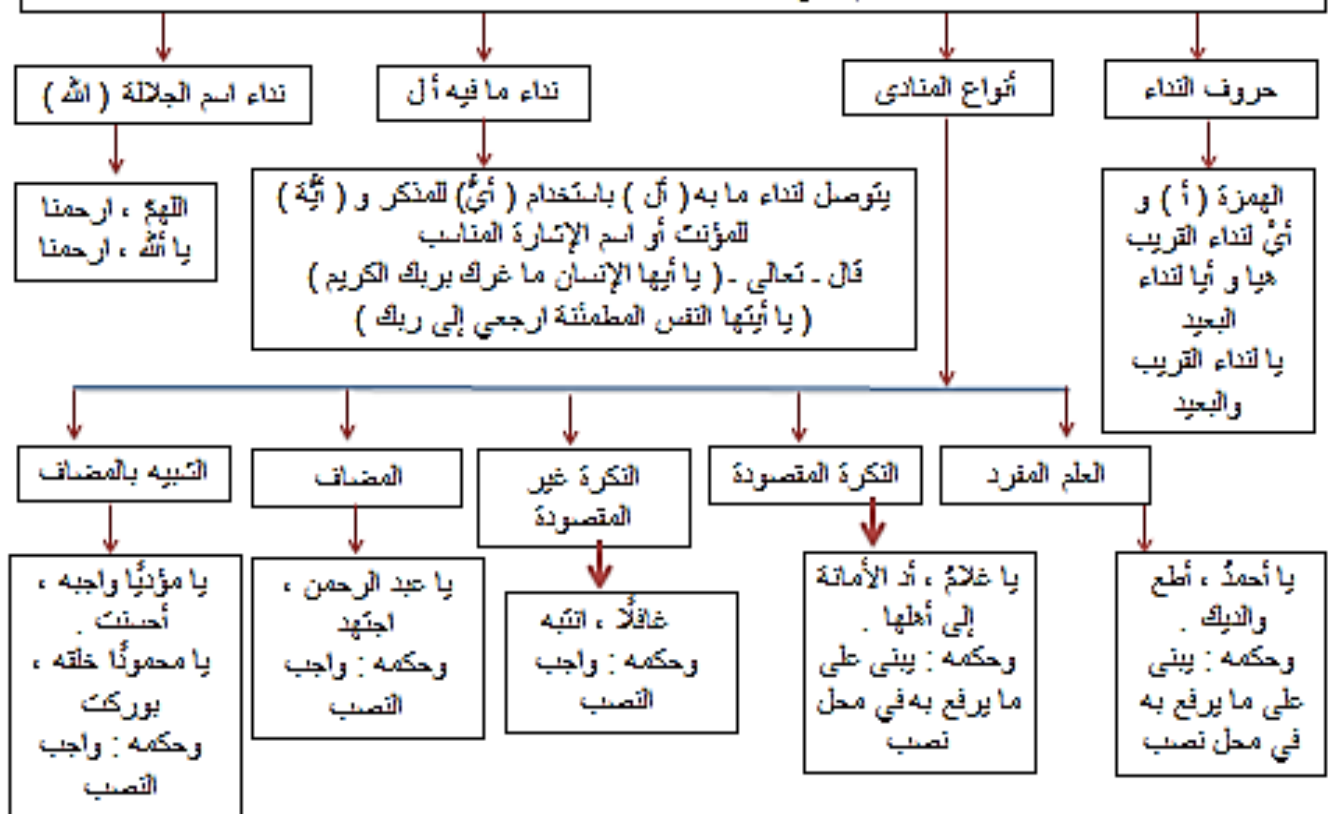 حروف النداء
أنواع المنادى
نداء ما فيه أل
نداء اسم الجلالة ( الله )
الهمزة ( أ ) و
أيْ لنداء القريب
هيا و أيا لنداء
البعيد
يا لنداء القريب
والبعيد
يتوصل لنداء ما به ( أل ) باستخدام ( أيُّ) للمذكر و ( أيَّة )
للمؤنث أو اسم الإشارة المناسب
قال ـ تعالى ـ ( يا أيها الإنسان ما غرك بربك الكريم )
( يا أيتها النفس المطمئنة ارجعي إلى ربك )
اللهمّ ، ارحمنا
يا ألله ، ارحمنا
العلم المفرد
النكرة المقصودة
النكرة غير
المقصودة
المضاف
الشبيه بالمضاف
يا أحمدُ ، أطع
والديك .
وحكمه : يبنى
على ما يرفع به
في محل نصب
يا غلامُ ، أد الأمانة
إلى أهلها .
وحكمه : يبنى على
ما يرفع به في محل
نصب
غافلًا ، انتبه
وحكمه : واجب
النصب
يا عبد الرحمن ،
اجتهد
وحكمه : واجب
النصب
يا مؤديًّا واجبه ،
أحسنت .
يا محمودًا خلقه ،
بوركت
وحكمه : واجب
النصب